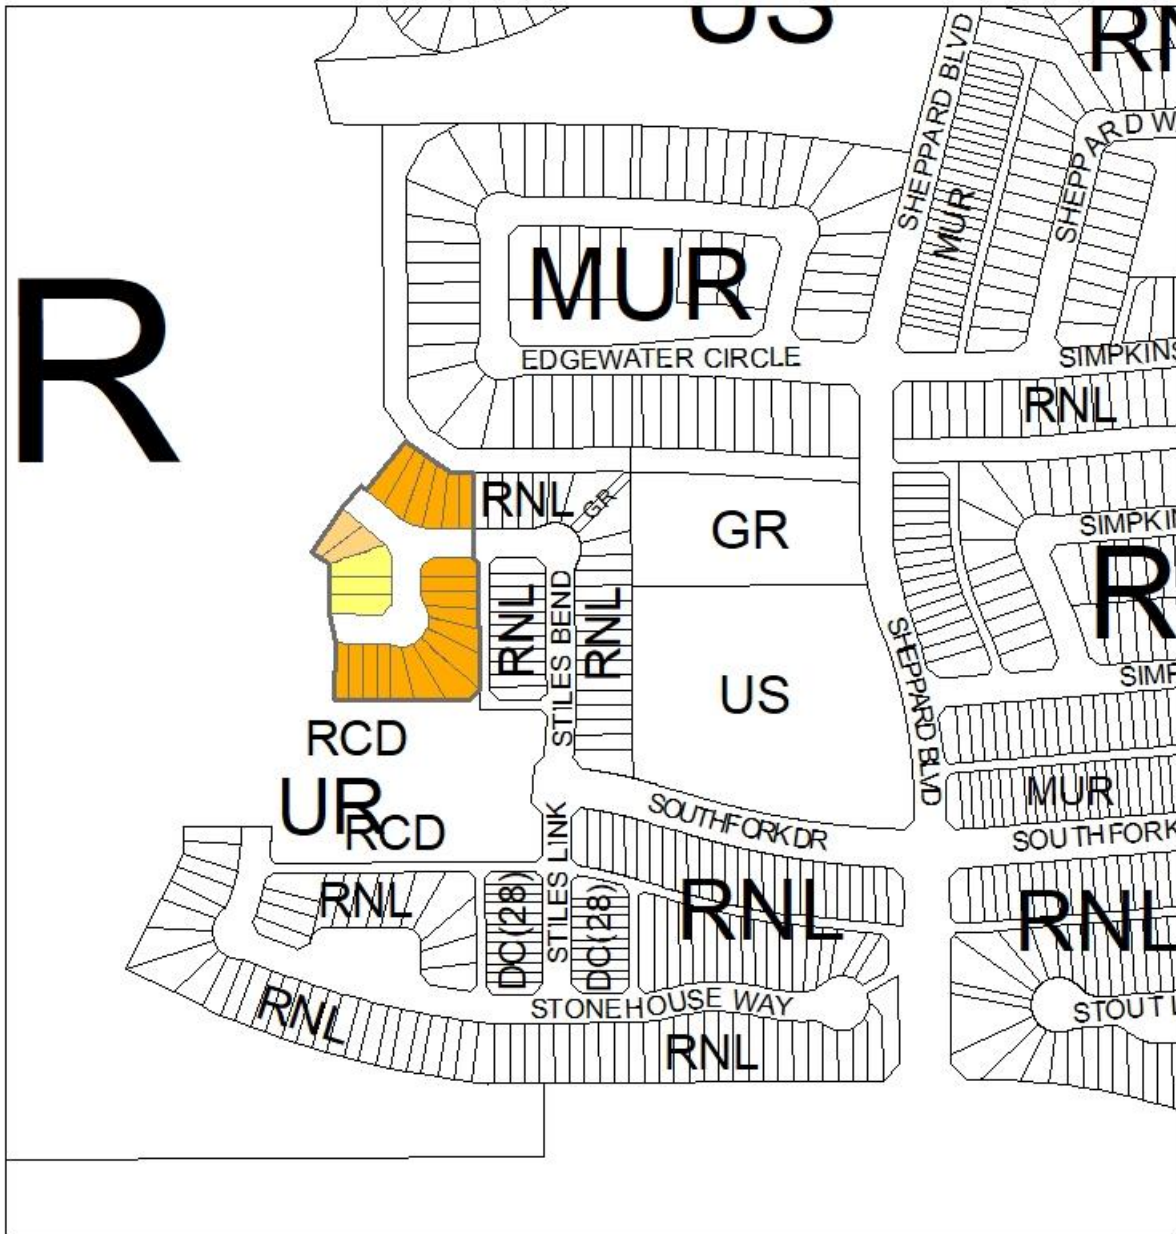 US
SHEPPARD BLVD
RN
SHEPPARD W
SHEPP
MUR
MUR
R
EDGEWATER CIRCLE
SIMPKINS
RNL
RNL
GR
GR
SIMPKIN
R
RNL
STILES BEND
RNL
SHEPPARD BLVD
SIMP
US
RCD
UR
RCD
MUR
SOUTHFORK DR
SOUTHFORK
STILES LINK
RNL
DC(28)
DC(28)
RNL
RNL
RNL
STONEHOUSE WAY
STOUT L
RNL